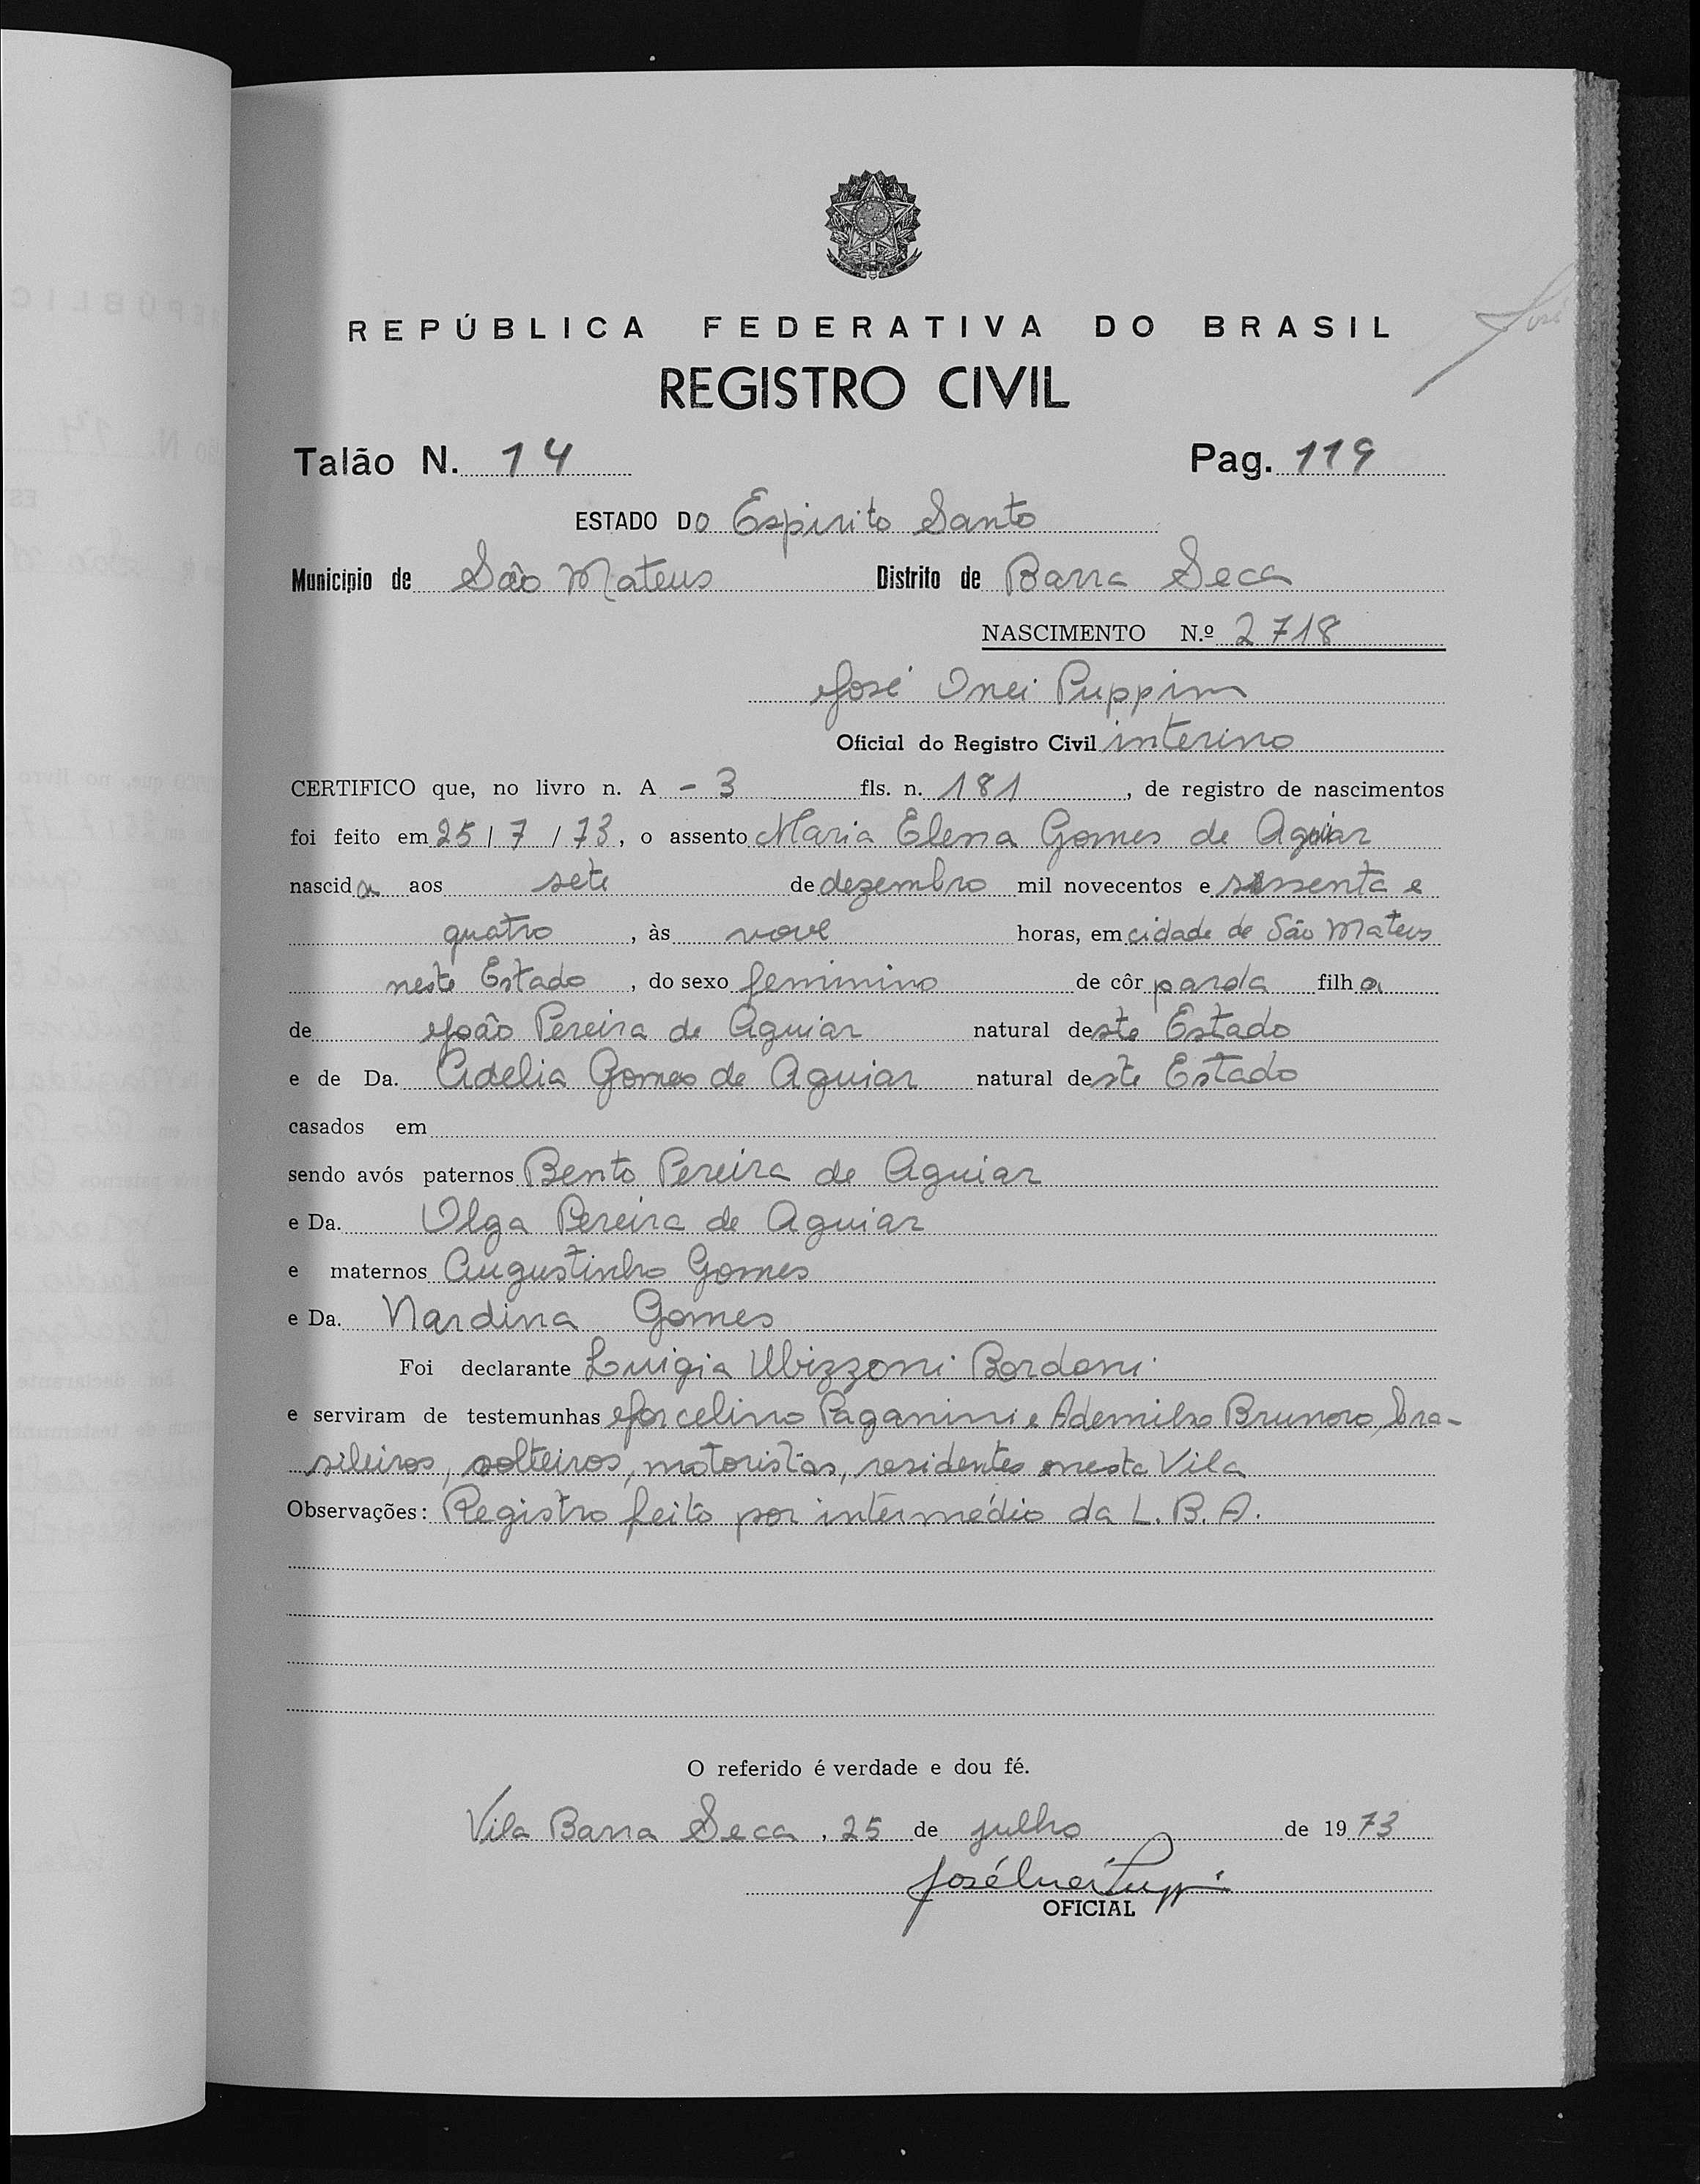 José
REPÚBLICA FEDERATIVA DO BRASIL
REGISTRO CIVIL
Talão N. 14 Pag. 119
ESTADO DO Espirito Santo
Município de São Mateus Distrito de Barra Seca
NASCIMENTO N.º 2718
José Onei Puppim
Oficial do Registro Civil interino
CERTIFICO que, no livro n. A - 3 fls. n. 181, de registro de nascimentos
foi feito em 25/7/73, o assento Maria Elena Gomes de Aguiar
nascida aos sete de dezembro mil novecentos e sessenta e
quatro, às nove horas, em cidade de São Mateus
neste Estado, do sexo feminino de côr parda filha
de João Pereira de Aguiar natural deste Estado
e de Da. Adelia Gomes de Aguiar natural deste Estado
casados em
sendo avós paternos Bento Pereira de Aguiar
e Da. Olga Pereira de Aguiar
e maternos Augustinho Gomes
e Da. Nardina Gomes
Foi declarante Luigia Ubizzoni Bordoni
e serviram de testemunhas Jorcelino Paganini e Ademilso Brunoro, bra-
sileiros, solteiros, motoristas, residentes nesta Vila
Observações: Registro feito por intermédio da L. B. A.
O referido é verdade e dou fé.
Vila Barra Seca, 25 de julho de 1973
OFICIAL